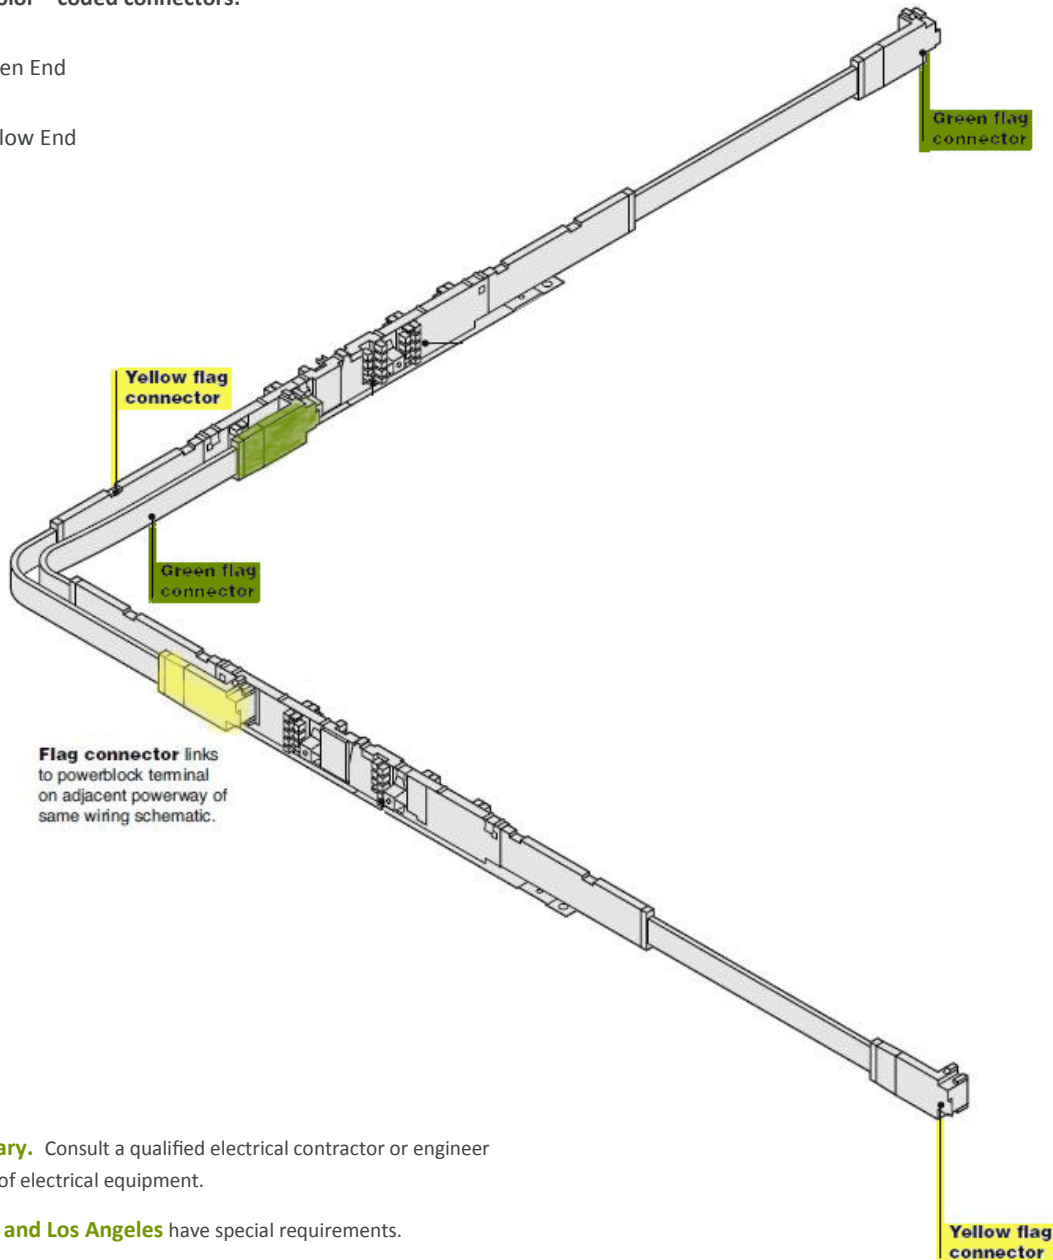 coded connectors:
en End
low End
Green flag
connector
Yellow flag
connector
Green flag
connector
Flag connector links
to powerblock terminal
on adjacent powerway of
same wiring schematic.
ary. Consult a qualified electrical contractor or engineer
of electrical equipment.
and Los Angeles have special requirements.
Yellow flag
connector